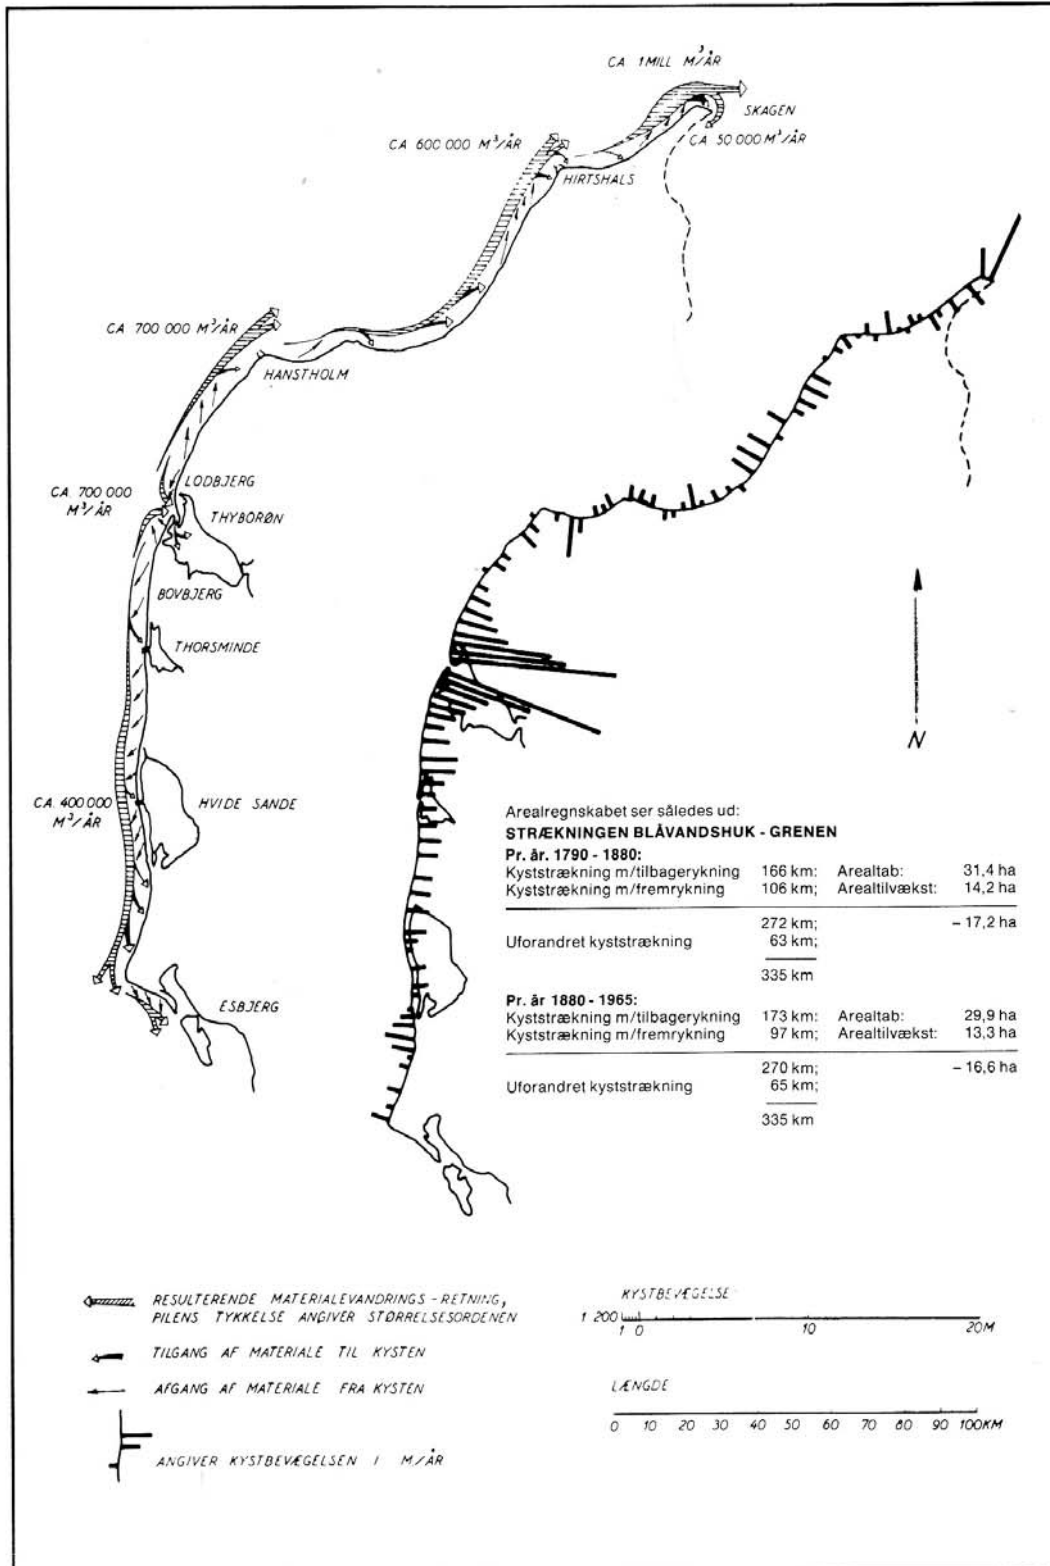 CA 1 MILL M³/ÅR
SKAGEN
CA 50 000 M³/ÅR
CA 600 000 M³/ÅR
HIRTSHALS
CA 700 000 M³/ÅR
HANSTHOLM
LODBJERG
CA. 700 000
M³/ÅR
THYBORØN
BOVBJERG
THORSMINDE
CA. 400 000
M³/ÅR
HVIDE SANDE
ESBJERG
N
Arealregnskabet ser således ud:
STRÆKNINGEN BLÅVANDSHUK - GRENEN
Pr. år. 1790 - 1880:
Kyststrækning m/tilbagerykning 166 km: Arealtab: 31,4 ha
Kyststrækning m/fremrykning 106 km; Arealtilvækst: 14,2 ha
272 km; – 17,2 ha
Uforandret kyststrækning 63 km;
335 km
Pr. år 1880 - 1965:
Kyststrækning m/tilbagerykning 173 km: Arealtab: 29,9 ha
Kyststrækning m/fremrykning 97 km; Arealtilvækst: 13,3 ha
270 km; – 16,6 ha
Uforandret kyststrækning 65 km;
335 km
RESULTERENDE MATERIALEVANDRINGS - RETNING,
PILENS TYKKELSE ANGIVER STØRRELSESORDENEN
TILGANG AF MATERIALE TIL KYSTEN
AFGANG AF MATERIALE FRA KYSTEN
ANGIVER KYSTBEVÆGELSEN I M/ÅR
KYSTBEVÆGELSE
1 200
1 0 10 20 M
LÆNGDE
0 10 20 30 40 50 60 70 80 90 100 KM